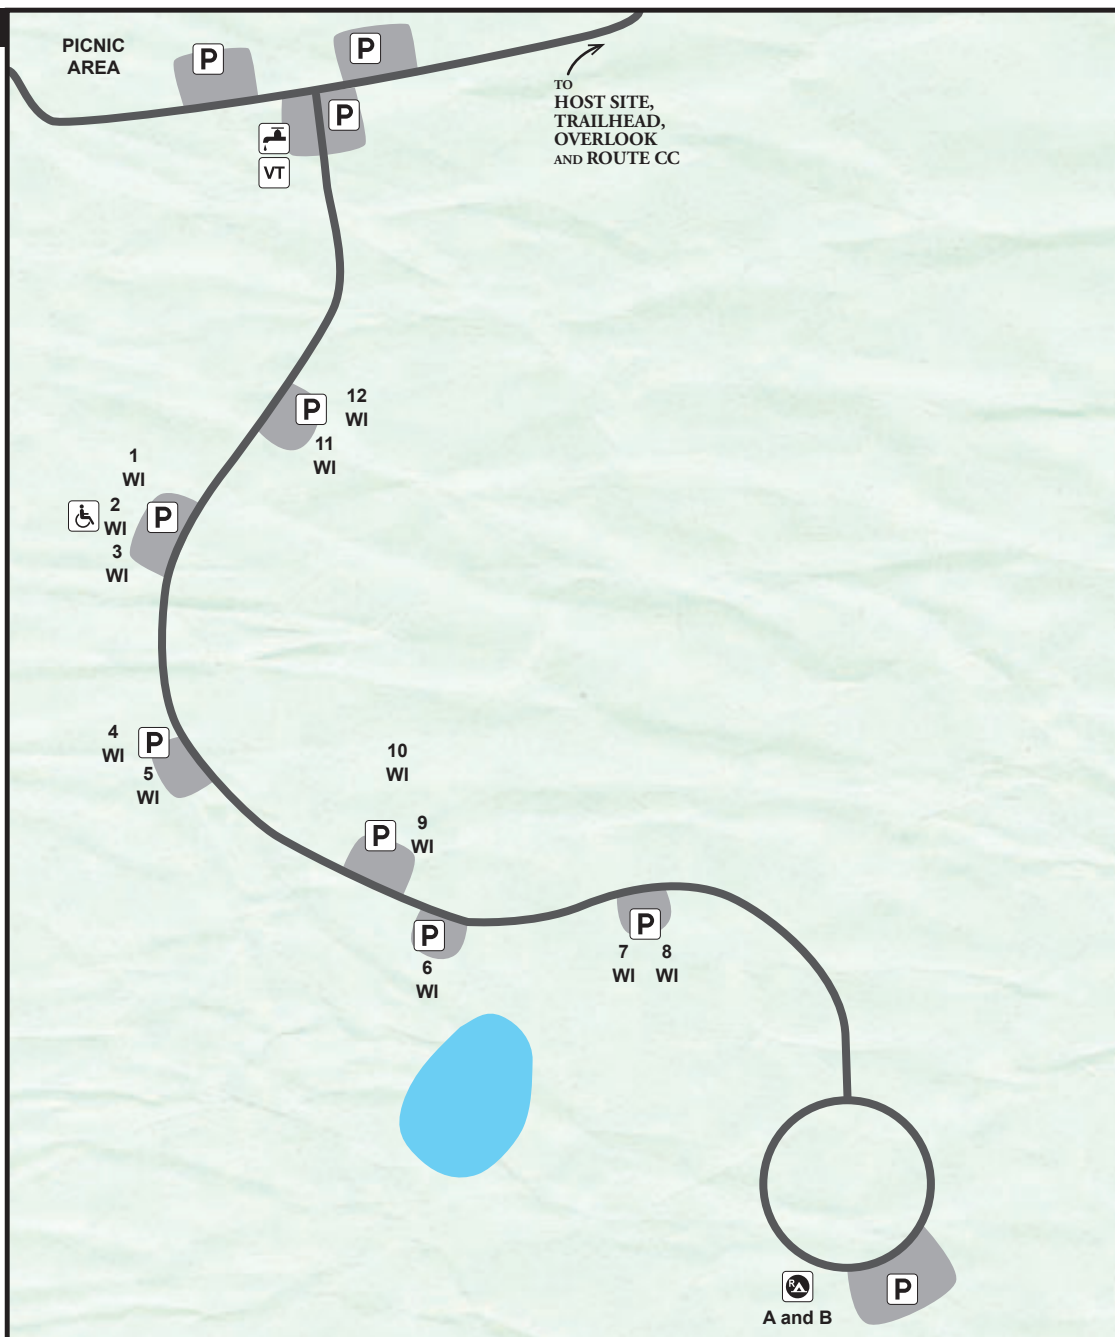 PICNIC
AREA
P
P
P
VT
TO
HOST SITE,
TRAILHEAD,
OVERLOOK
AND ROUTE CC
P
12
WI
11
WI
1
WI
2
WI
3
WI
P
4
WI
P
5
WI
10
WI
P
9
WI
P
6
WI
P
7
WI
8
WI
R
A and B
P